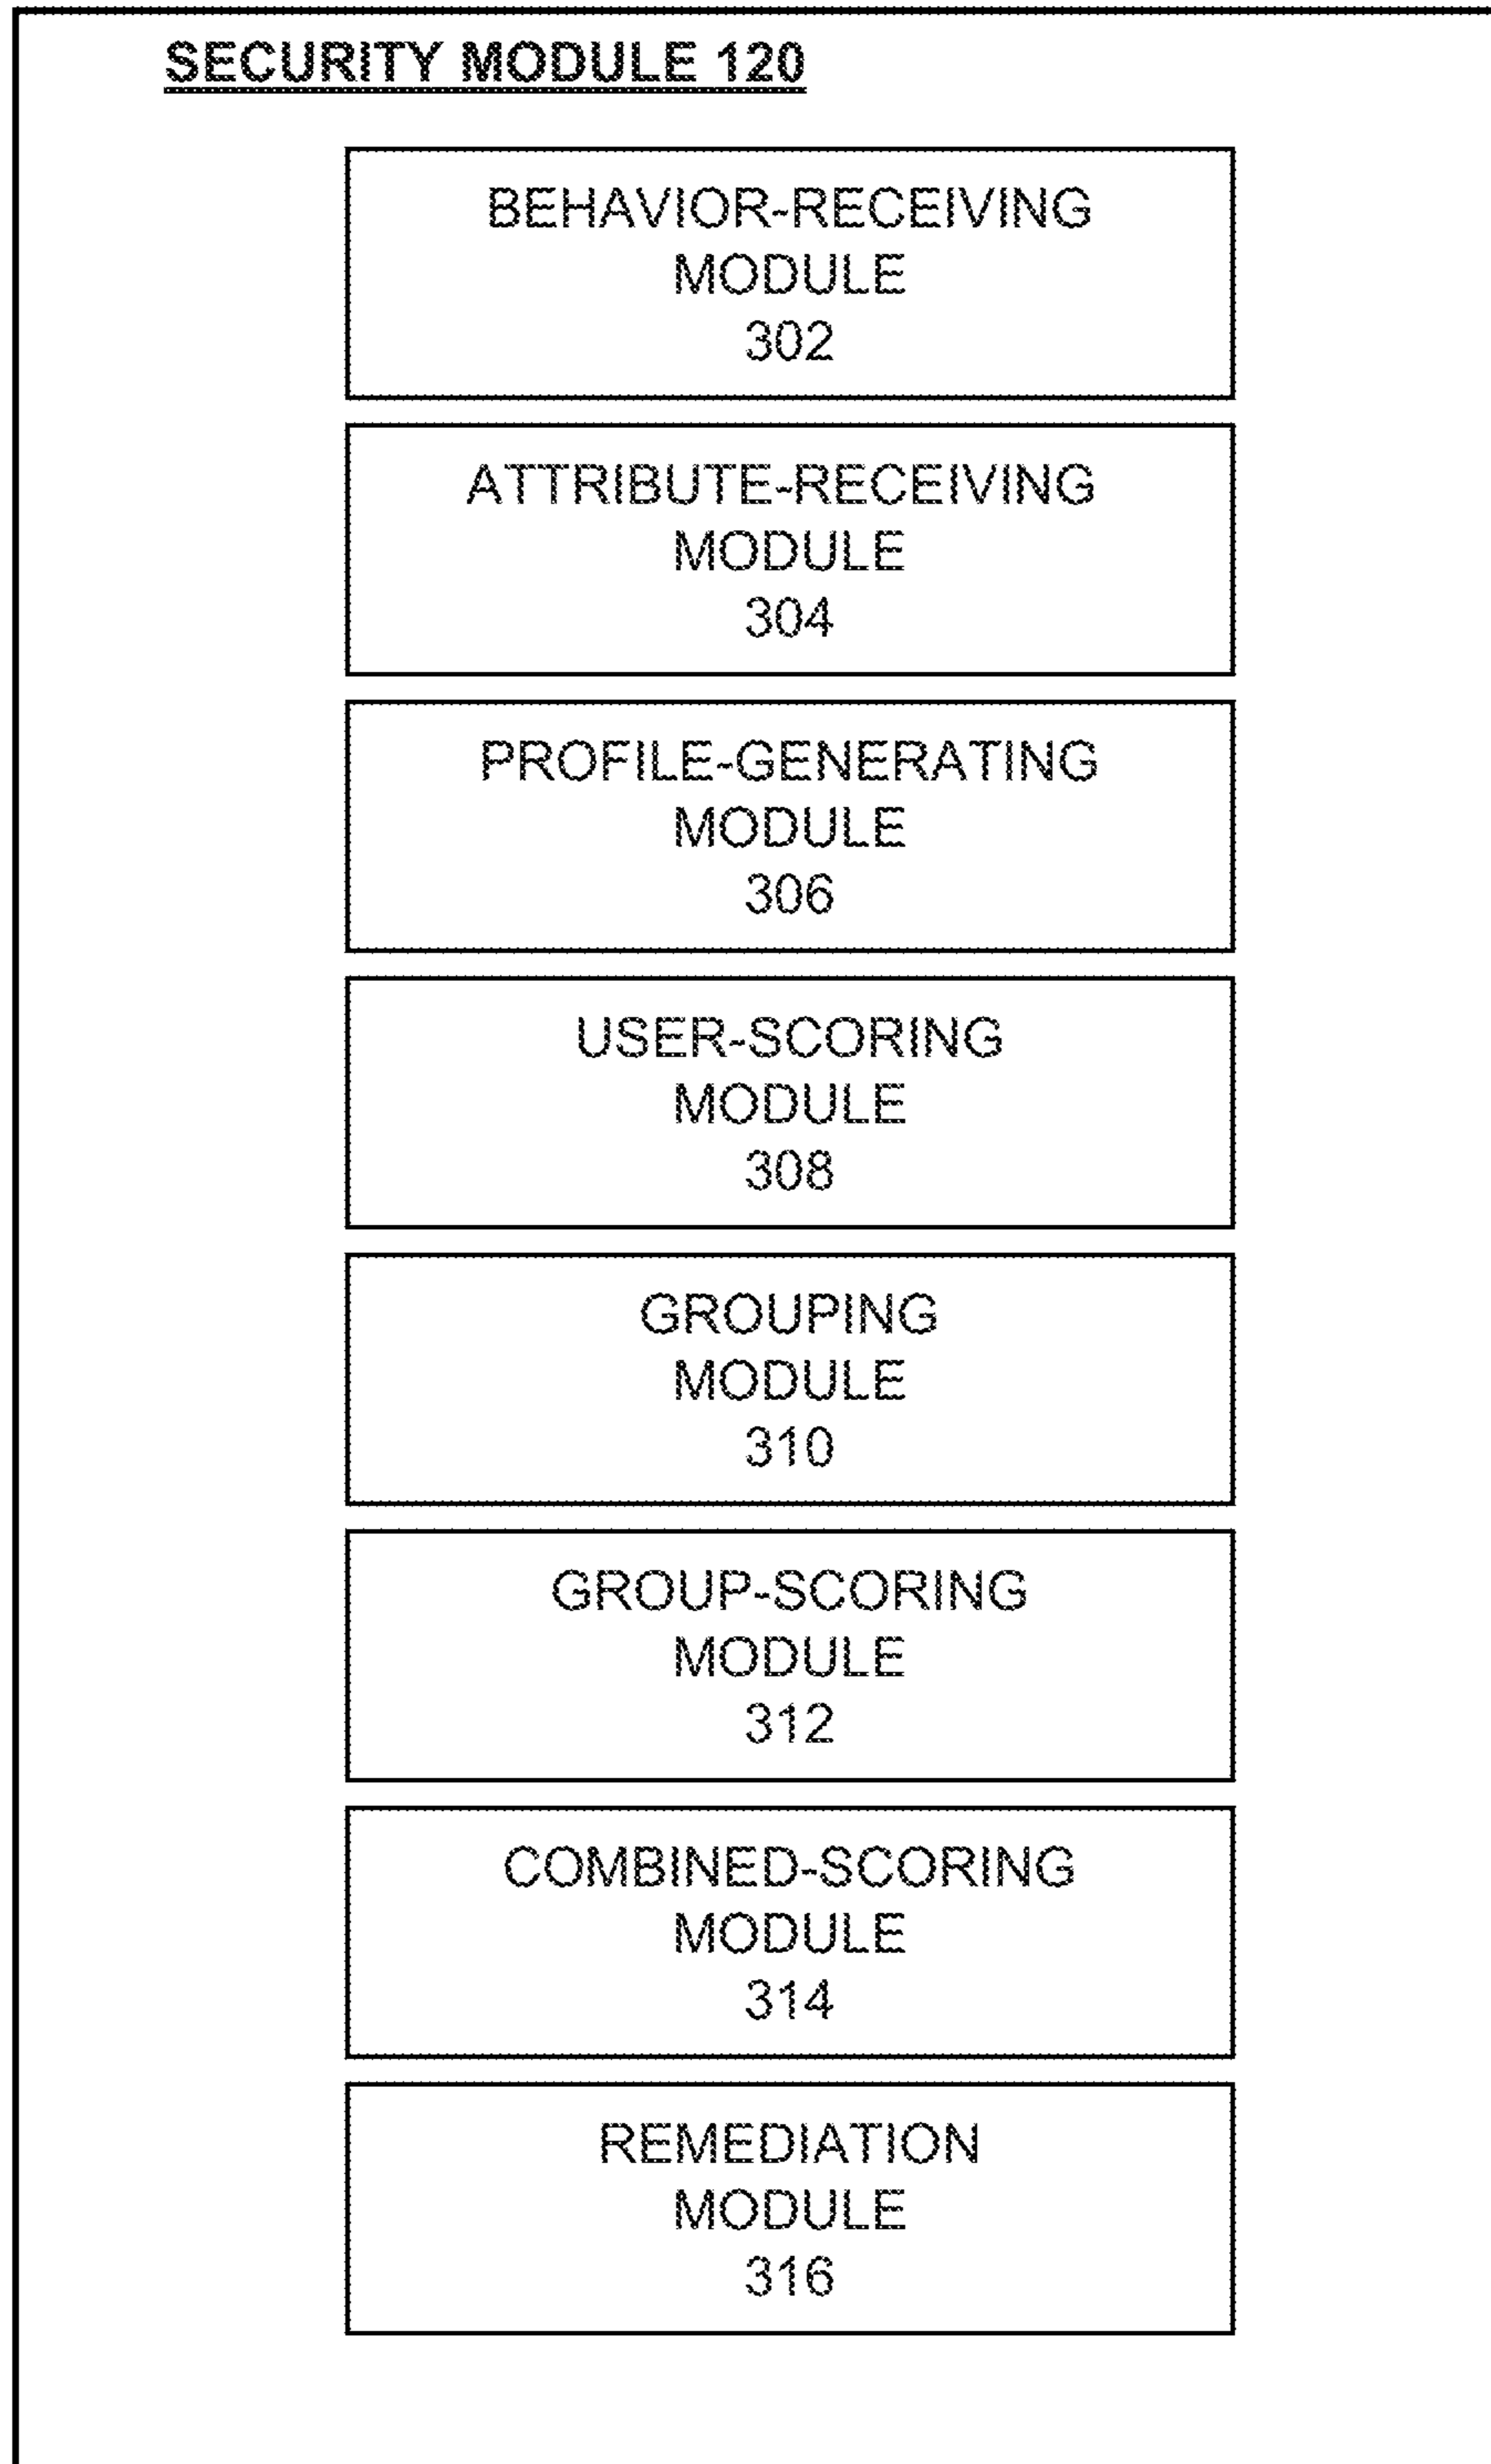 SECURITY MODULE 120
BEHAVIOR-RECEIVING
MODULE
302
ATTRIBUTE-RECEIVING
MODULE
304
PROFILE-GENERATING
MODULE
306
USER-SCORING
MODULE
308
GROUPING
MODULE
310
GROUP-SCORING
MODULE
312
COMBINED-SCORING
MODULE
314
REMEDIATION
MODULE
316